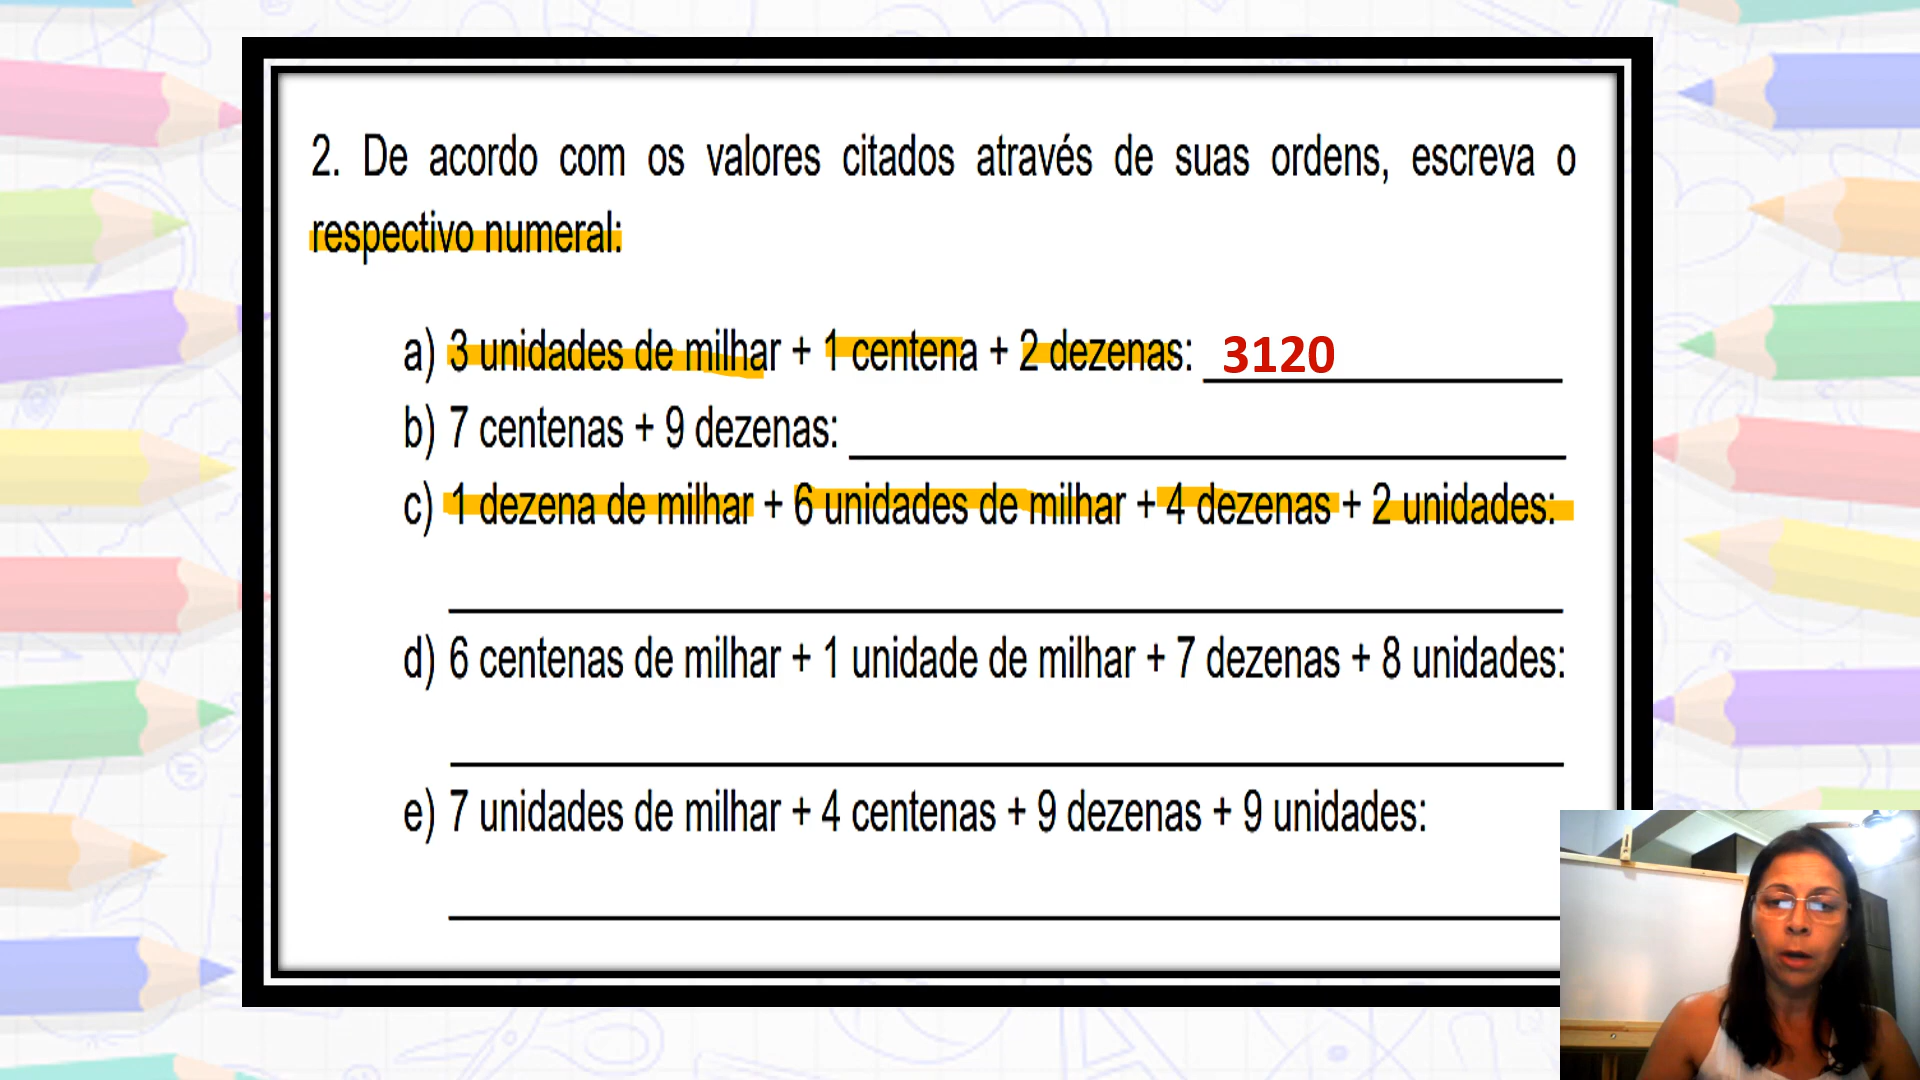 2. De acordo com os valores citados através de suas ordens, escreva o
respectivo numeral:
a) 3 unidades de milhar + 1 centena + 2 dezenas: 3120
b) 7 centenas + 9 dezenas:
c) 1 dezena de milhar + 6 unidades de milhar + 4 dezenas + 2 unidades:
d) 6 centenas de milhar + 1 unidade de milhar + 7 dezenas + 8 unidades:
e) 7 unidades de milhar + 4 centenas + 9 dezenas + 9 unidades: